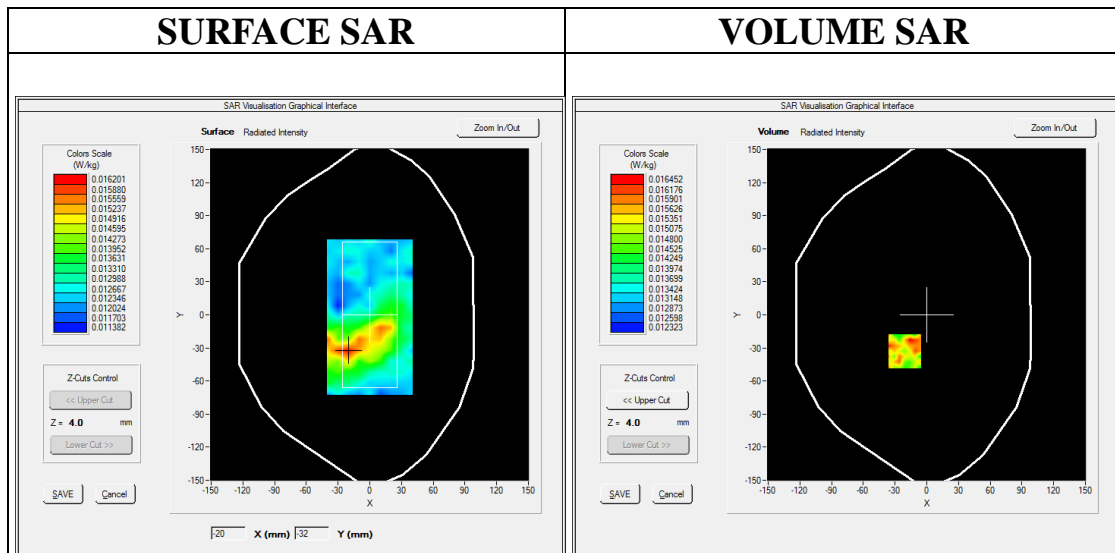 SURFACE SAR
VOLUME SAR
SAR Visualisation Graphical Interface
Surface Radiated Intensity
Zoom In/Out
Colors Scale
(W/kg)
0.016201
0.015880
0.015559
0.015237
0.014916
0.014595
0.014273
0.013952
0.013631
0.013310
0.012988
0.012667
0.012346
0.012024
0.011703
0.011382
Z-Cuts Control
<< Upper Cut
Z = 4.0 mm
Lower Cut >>
SAVE Cancel
150
120
90
60
30
0
-30
-60
-90
-120
-150
Y
-150 -120 -90 -60 -30 0 30 60 90 120 150
X
-20 X (mm) -32 Y (mm)
SAR Visualisation Graphical Interface
Volume Radiated Intensity
Zoom In/Out
Colors Scale
(W/kg)
0.016452
0.016176
0.015901
0.015626
0.015351
0.015075
0.014800
0.014525
0.014249
0.013974
0.013699
0.013424
0.013148
0.012873
0.012598
0.012323
Z-Cuts Control
<< Upper Cut
Z = 4.0 mm
Lower Cut >>
SAVE Cancel
150
120
90
60
30
0
-30
-60
-90
-120
-150
Y
-150 -120 -90 -60 -30 0 30 60 90 120 150
X